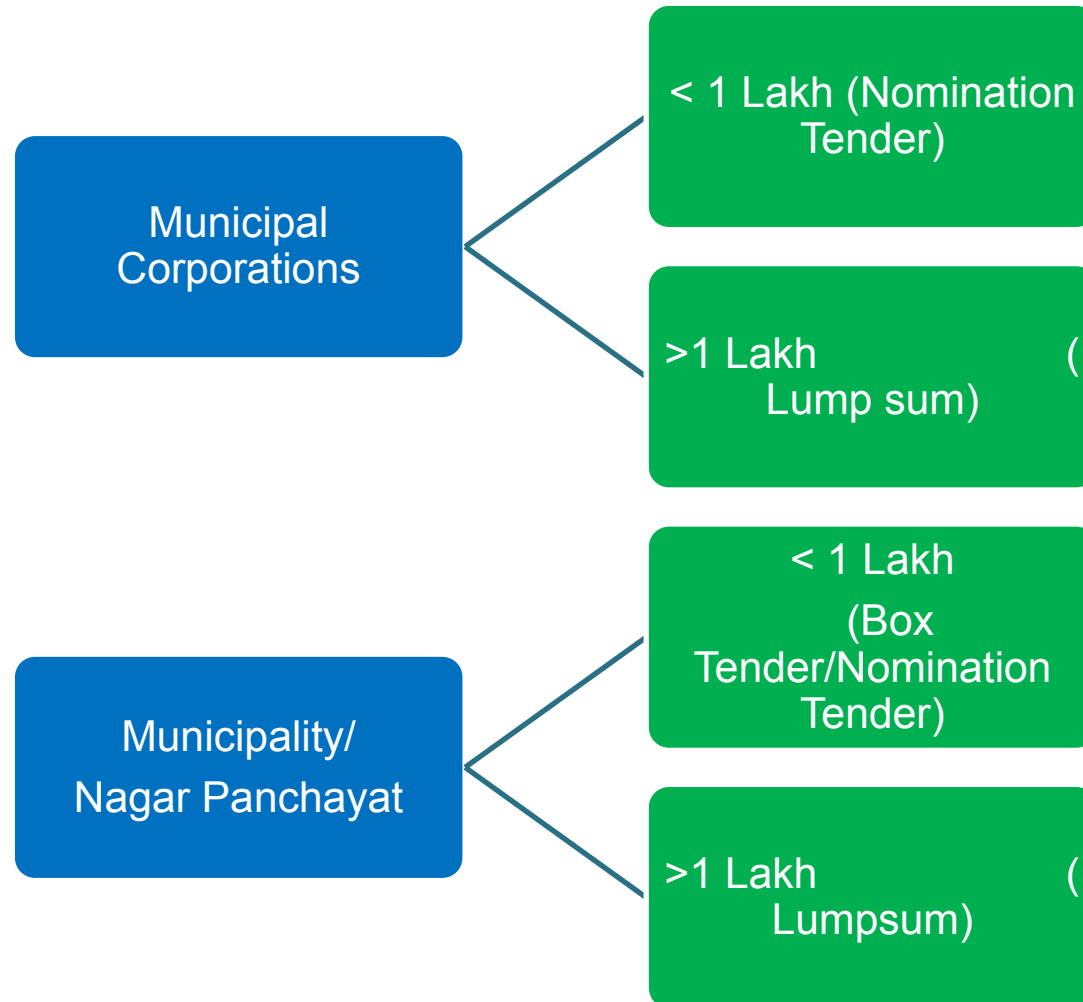 Municipal
Corporations
< 1 Lakh (Nomination
Tender)
>1 Lakh (
Lump sum)
Municipality/
Nagar Panchayat
< 1 Lakh
(Box
Tender/Nomination
Tender)
>1 Lakh (
Lumpsum)